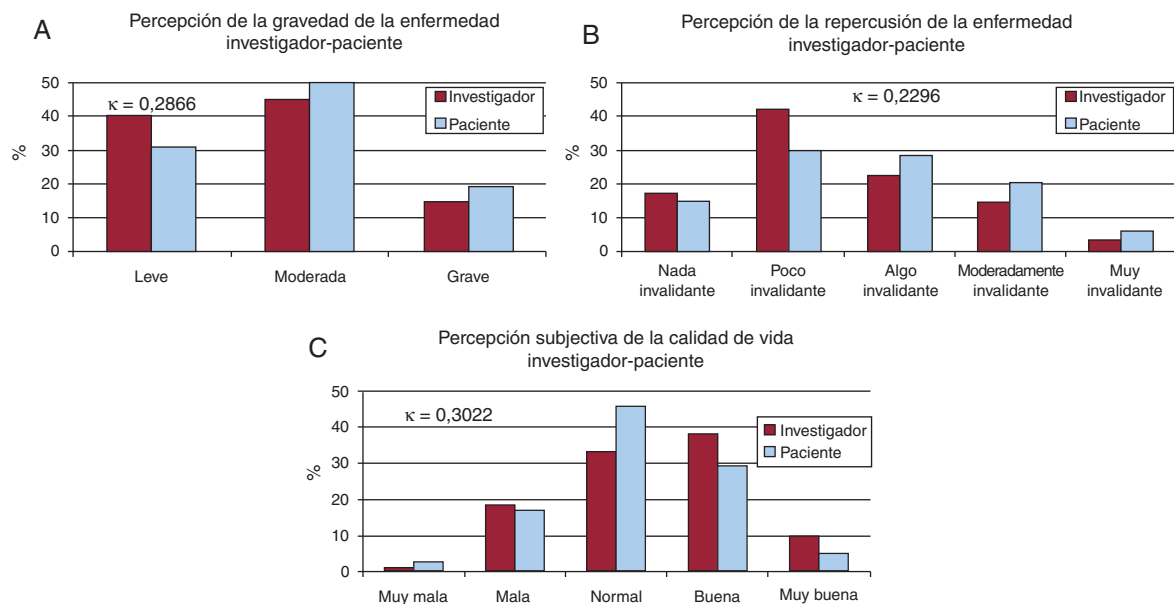 A
Percepción de la gravedad de la enfermedad
investigador-paciente
50
40
30
20
10
0
%
κ = 0,2866
Investigador
Paciente
Leve
Moderada
Grave
B
Percepción de la repercusión de la enfermedad
investigador-paciente
50
40
30
20
10
0
%
κ = 0,2296
Investigador
Paciente
Nada
invalidante
Poco
invalidante
Algo
invalidante
Moderadamente
invalidante
Muy
invalidante
C
Percepción subjectiva de la calidad de vida
investigador-paciente
50
40
30
20
10
0
%
κ = 0,3022
Investigador
Paciente
Muy mala
Mala
Normal
Buena
Muy buena